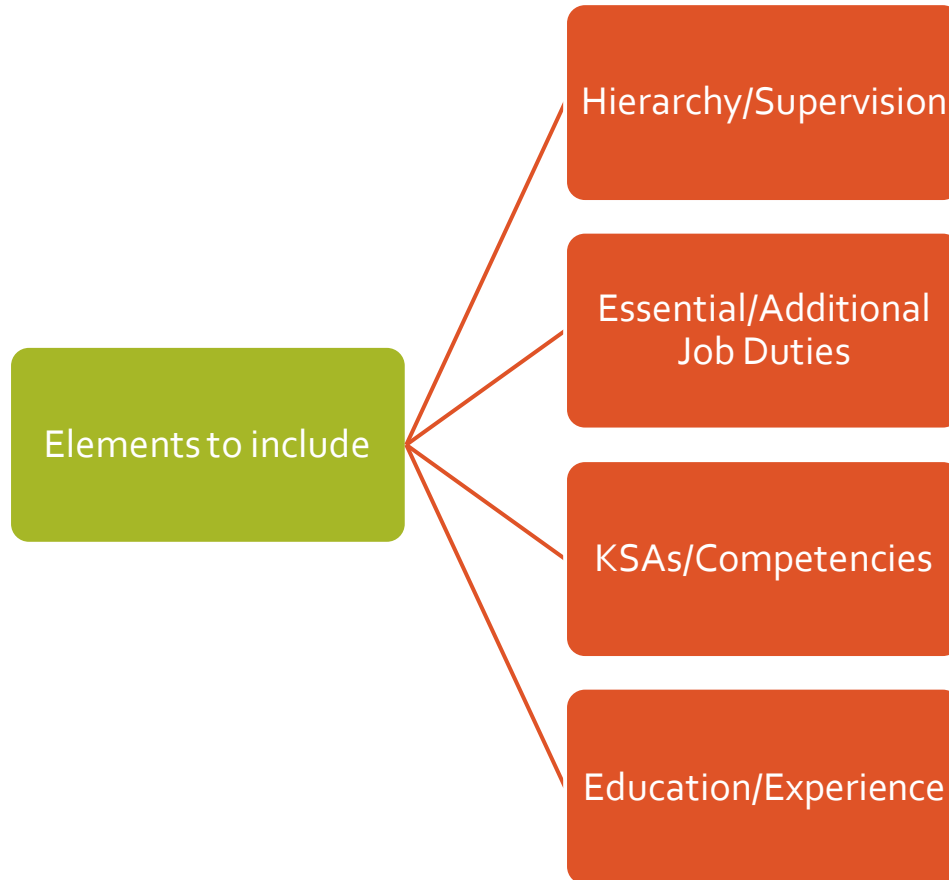 Elements to include
Hierarchy/Supervision
Essential/Additional
Job Duties
KSAs/Competencies
Education/Experience